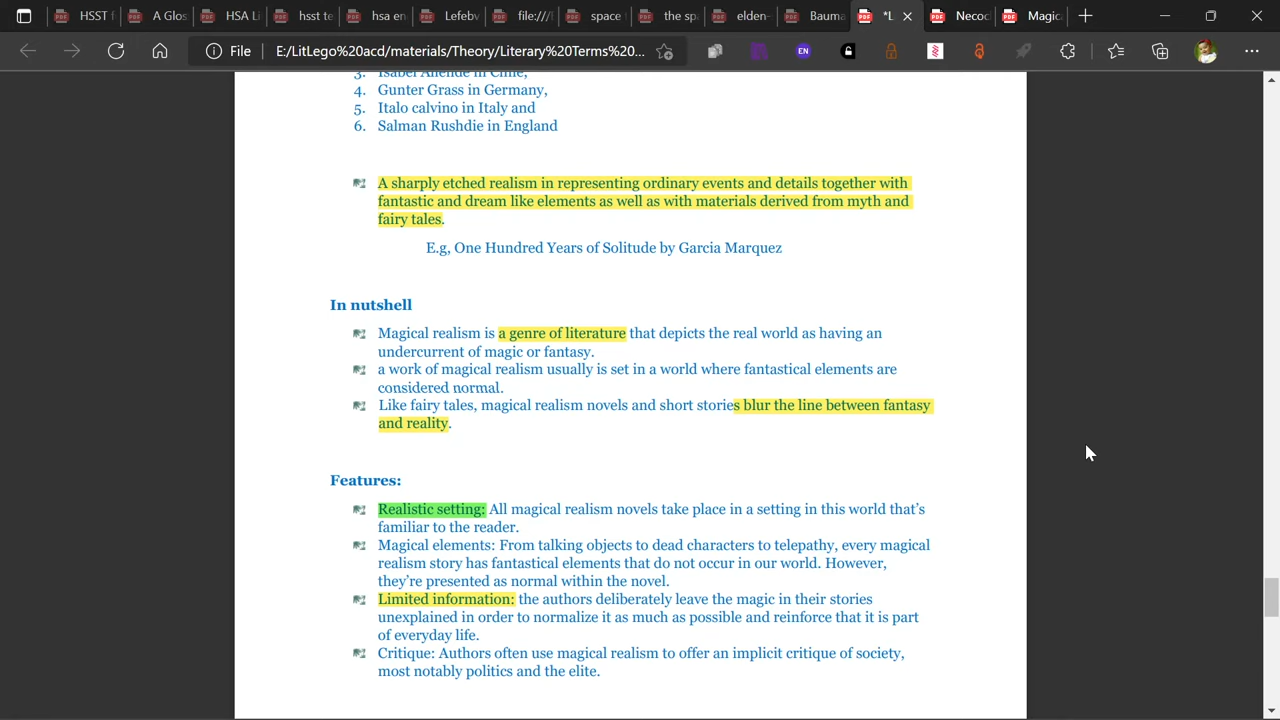 HSST f
A Glos
HSA Li
hsst te
hsa en
Lefebv
file:///l
space
the sp
elden-
Bauma
*L
Necoc
Magic
File
E:/LitLego%20acd/materials/Theory/Literary%20Terms%20...
EN
3. Isabel Allende in Chile,
4. Gunter Grass in Germany,
5. Italo calvino in Italy and
6. Salman Rushdie in England
A sharply etched realism in representing ordinary events and details together with
fantastic and dream like elements as well as with materials derived from myth and
fairy tales.
E.g, One Hundred Years of Solitude by Garcia Marquez
In nutshell
Magical realism is a genre of literature that depicts the real world as having an
undercurrent of magic or fantasy.
a work of magical realism usually is set in a world where fantastical elements are
considered normal.
Like fairy tales, magical realism novels and short stories blur the line between fantasy
and reality.
Features:
Realistic setting: All magical realism novels take place in a setting in this world that's
familiar to the reader.
Magical elements: From talking objects to dead characters to telepathy, every magical
realism story has fantastical elements that do not occur in our world. However,
they're presented as normal within the novel.
Limited information: the authors deliberately leave the magic in their stories
unexplained in order to normalize it as much as possible and reinforce that it is part
of everyday life.
Critique: Authors often use magical realism to offer an implicit critique of society,
most notably politics and the elite.